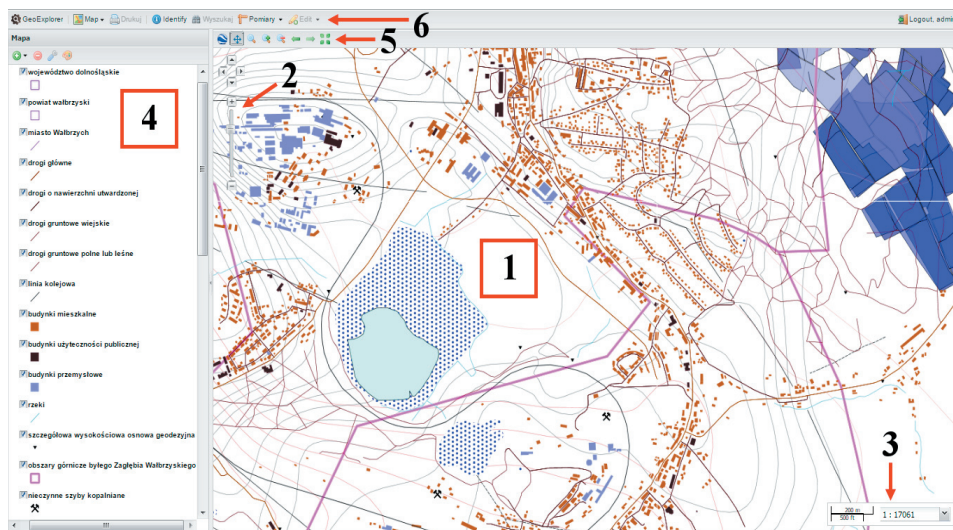 GeoExplorer Map Drukuj Identify Wyszukaj Pomiary Edit 6 Logout, admi
Mapa 5
województwo dolnośląskie
powiat wałbrzyski
miasto Wałbrzych
drogi główne
drogi o nawierzchni utwardzonej
drogi gruntowe wiejskie
drogi gruntowe polne lub leśne
linia kolejowa
budynki mieszkalne
budynki użyteczności publicznej
budynki przemysłowe
rzeki
szczegółowa wysokościowa osnowa geodezyjna
obszary górnicze byłego Zagłębia Wałbrzyskiego
nieczynne szyby kopalniane
4
2
1
3
200 m
500 ft
1 : 17061